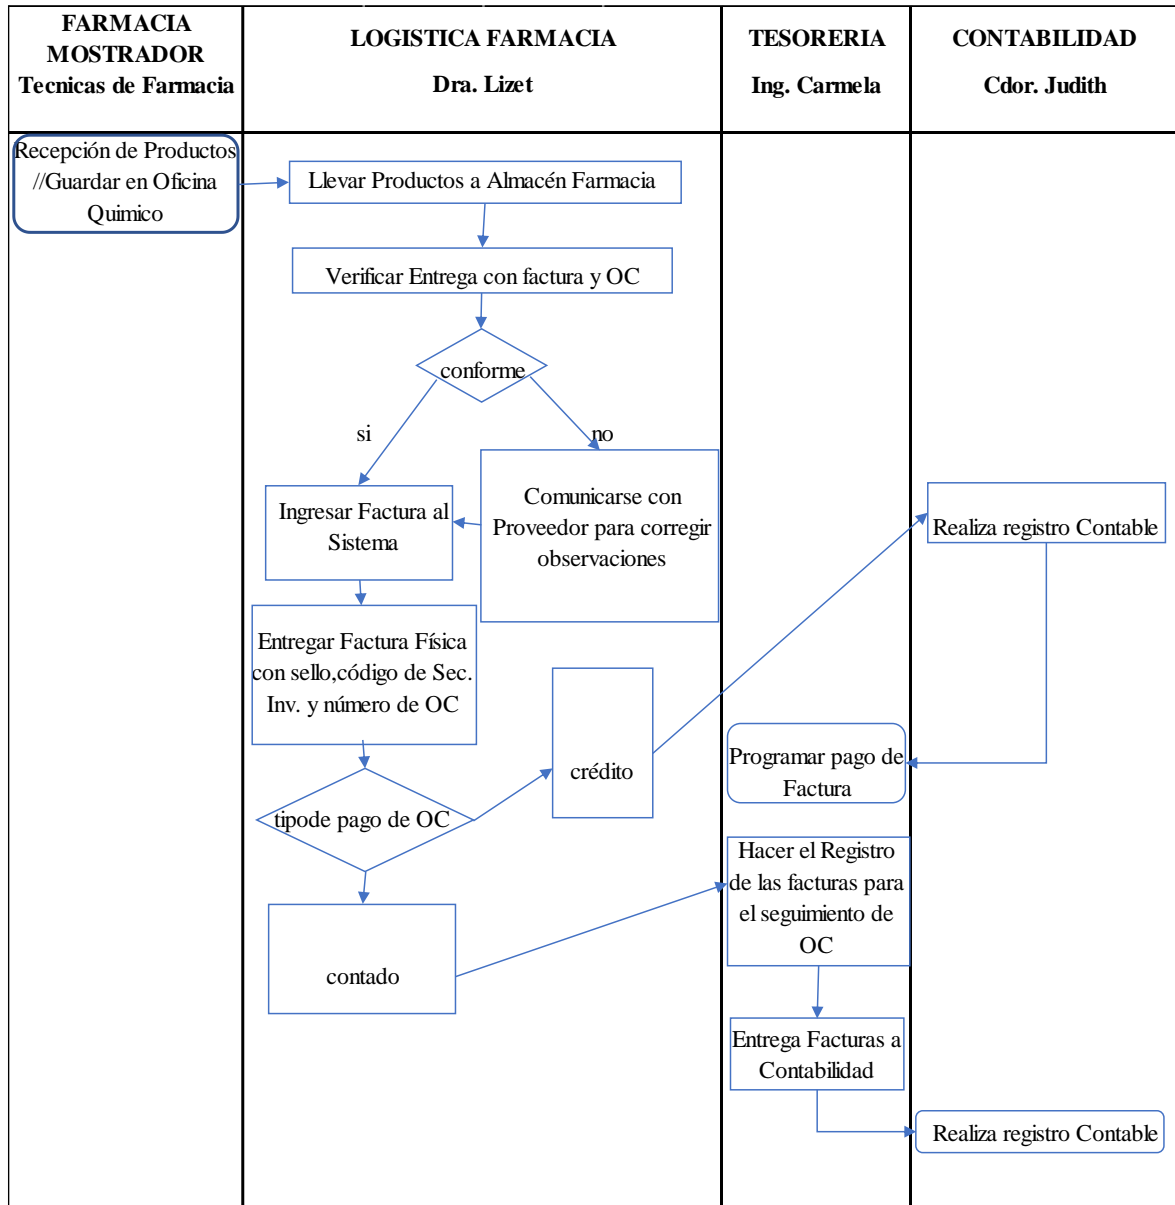 FARMACIA
MOSTRADOR
Tecnicas de Farmacia
LOGISTICA FARMACIA
Dra. Lizet
TESORERIA
Ing. Carmela
CONTABILIDAD
Cdor. Judith
Recepción de Productos
//Guardar en Oficina
Quimico
Llevar Productos a Almacén Farmacia
Verificar Entrega con factura y OC
conforme
si
no
Ingresar Factura al
Sistema
Comunicarse con
Proveedor para corregir
observaciones
Realiza registro Contable
Entregar Factura Física
con sello,código de Sec.
Inv. y número de OC
crédito
Programar pago de
Factura
tipode pago de OC
Hacer el Registro
de las facturas para
el seguimiento de
OC
contado
Entrega Facturas a
Contabilidad
Realiza registro Contable